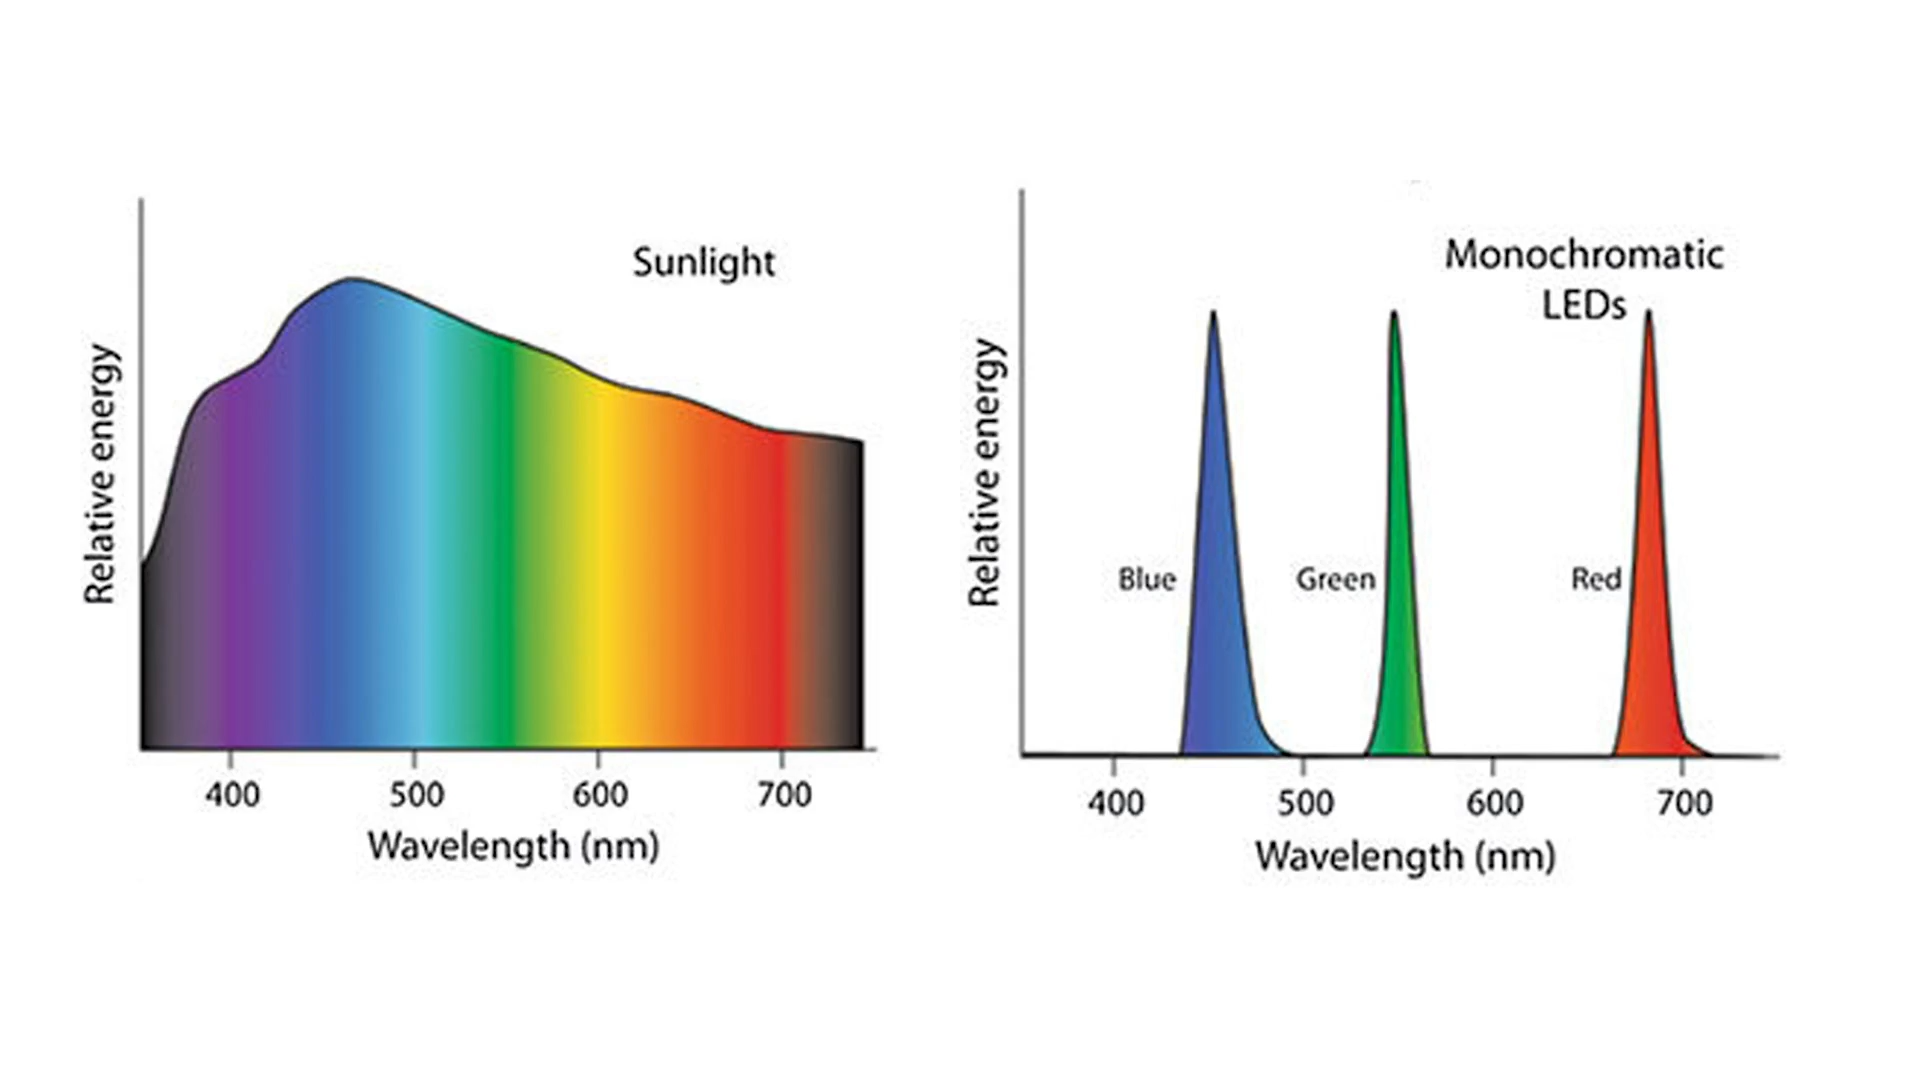 Sunlight
Relative energy
400 500 600 700
Wavelength (nm)
Monochromatic
LEDs
Relative energy
Blue Green Red
400 500 600 700
Wavelength (nm)